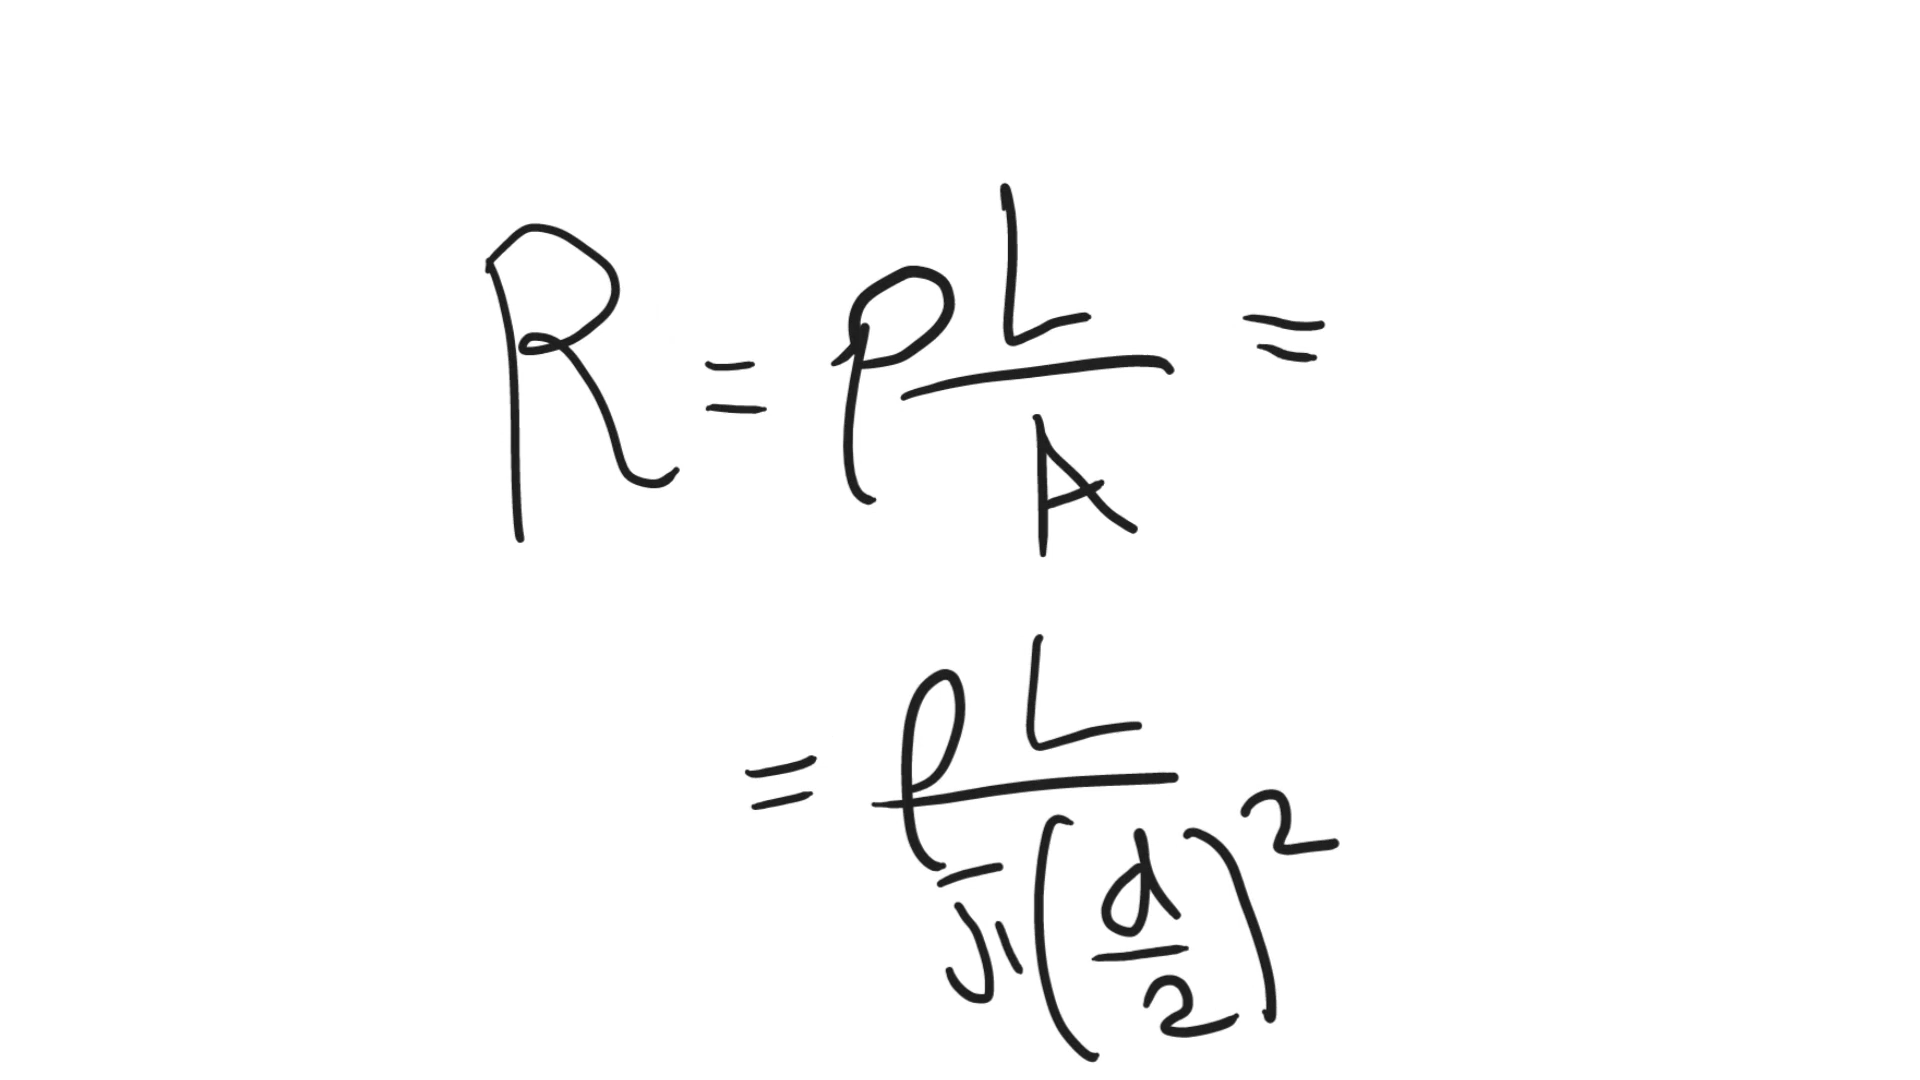 R = ρ L/A =
= ρ L/π(d/2)²